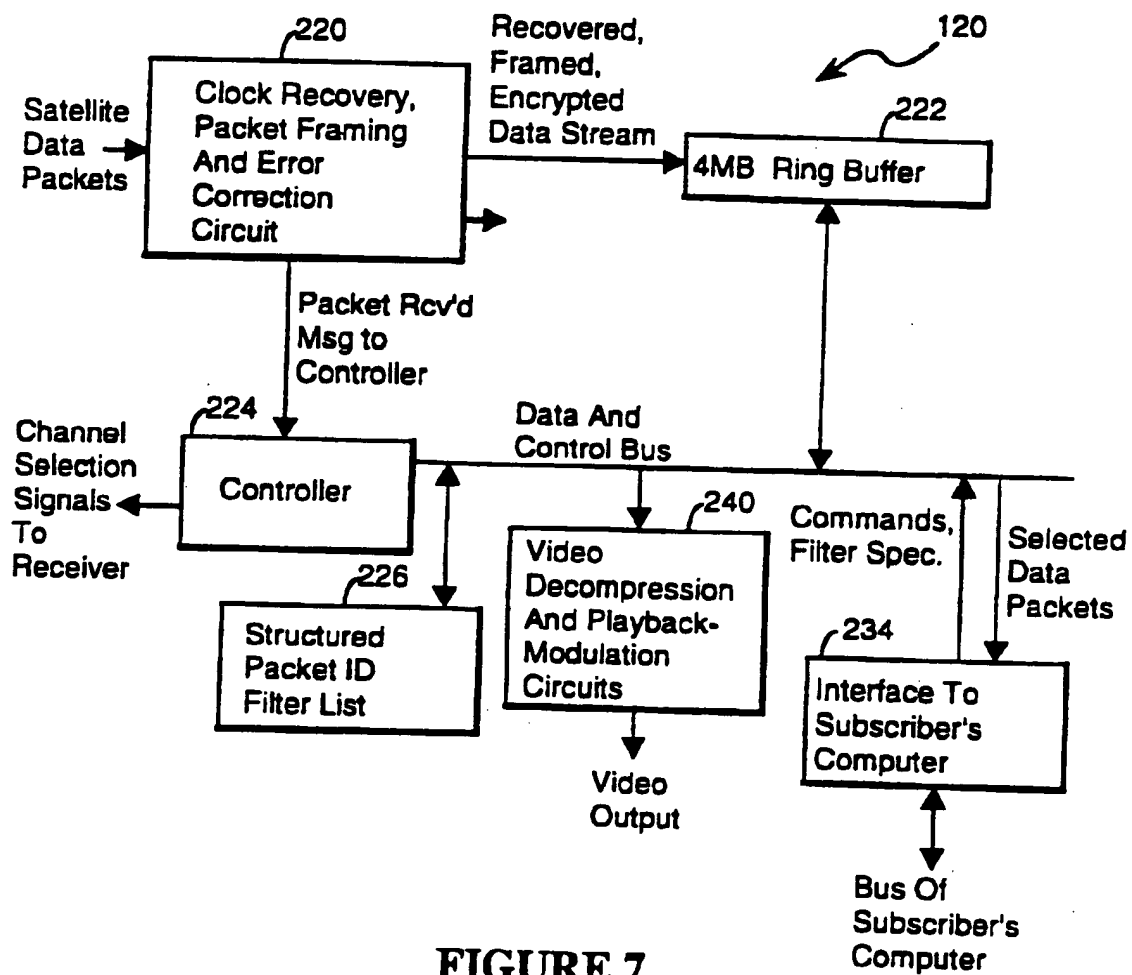 220
Clock Recovery,
Packet Framing
And Error
Correction
Circuit
Satellite
Data
Packets
Recovered,
Framed,
Encrypted
Data Stream
120
222
4MB Ring Buffer
Packet Rcv'd
Msg to
Controller
224
Controller
Channel
Selection
Signals
To
Receiver
Data And
Control Bus
226
Structured
Packet ID
Filter List
240
Video
Decompression
And Playback-
Modulation
Circuits
Video
Output
Commands,
Filter Spec.
Selected
Data
Packets
234
Interface To
Subscriber's
Computer
Bus Of
Subscriber's
Computer
FIGURE 7